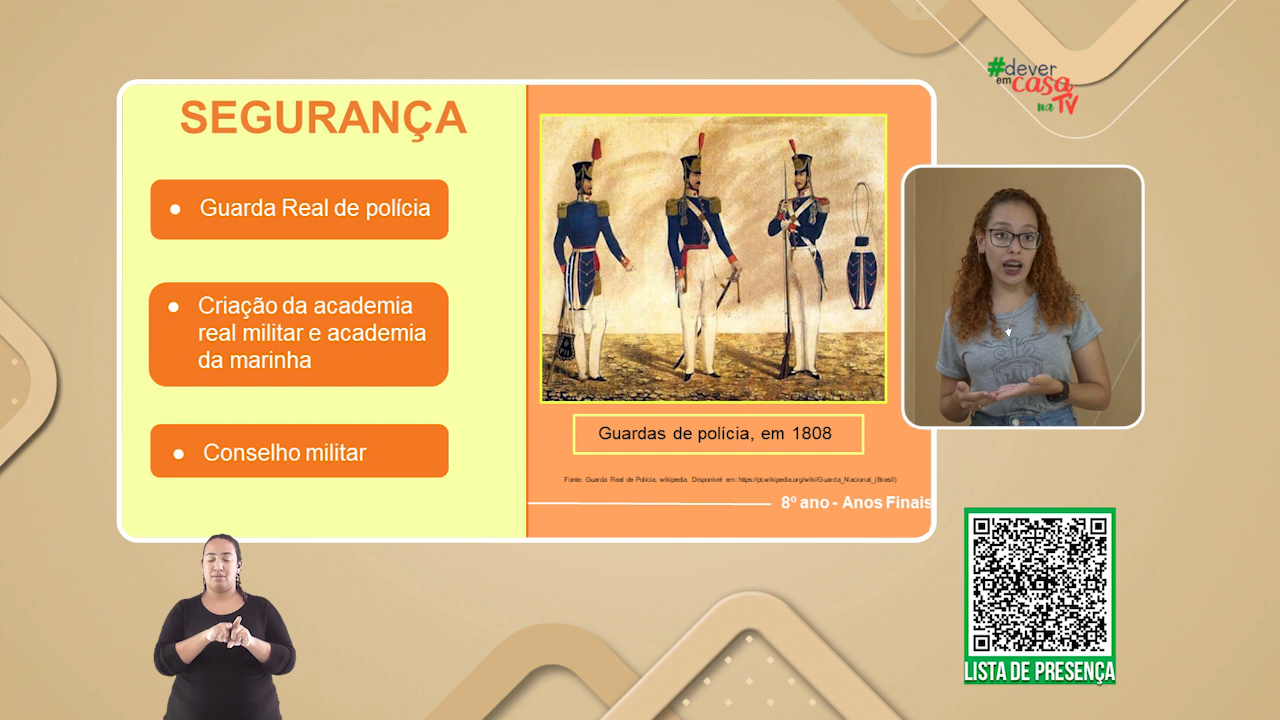 #dever
em casa
na TV
SEGURANÇA
● Guarda Real de polícia
● Criação da academia
real militar e academia
da marinha
● Conselho militar
Guardas de polícia, em 1808
Fonte: Guarda Real de Polícia. wikipedia. Disponível em: https://pt.wikipedia.org/wiki/Guarda_Nacional_(Brasil)
8º ano - Anos Finais
LISTA DE PRESENÇA